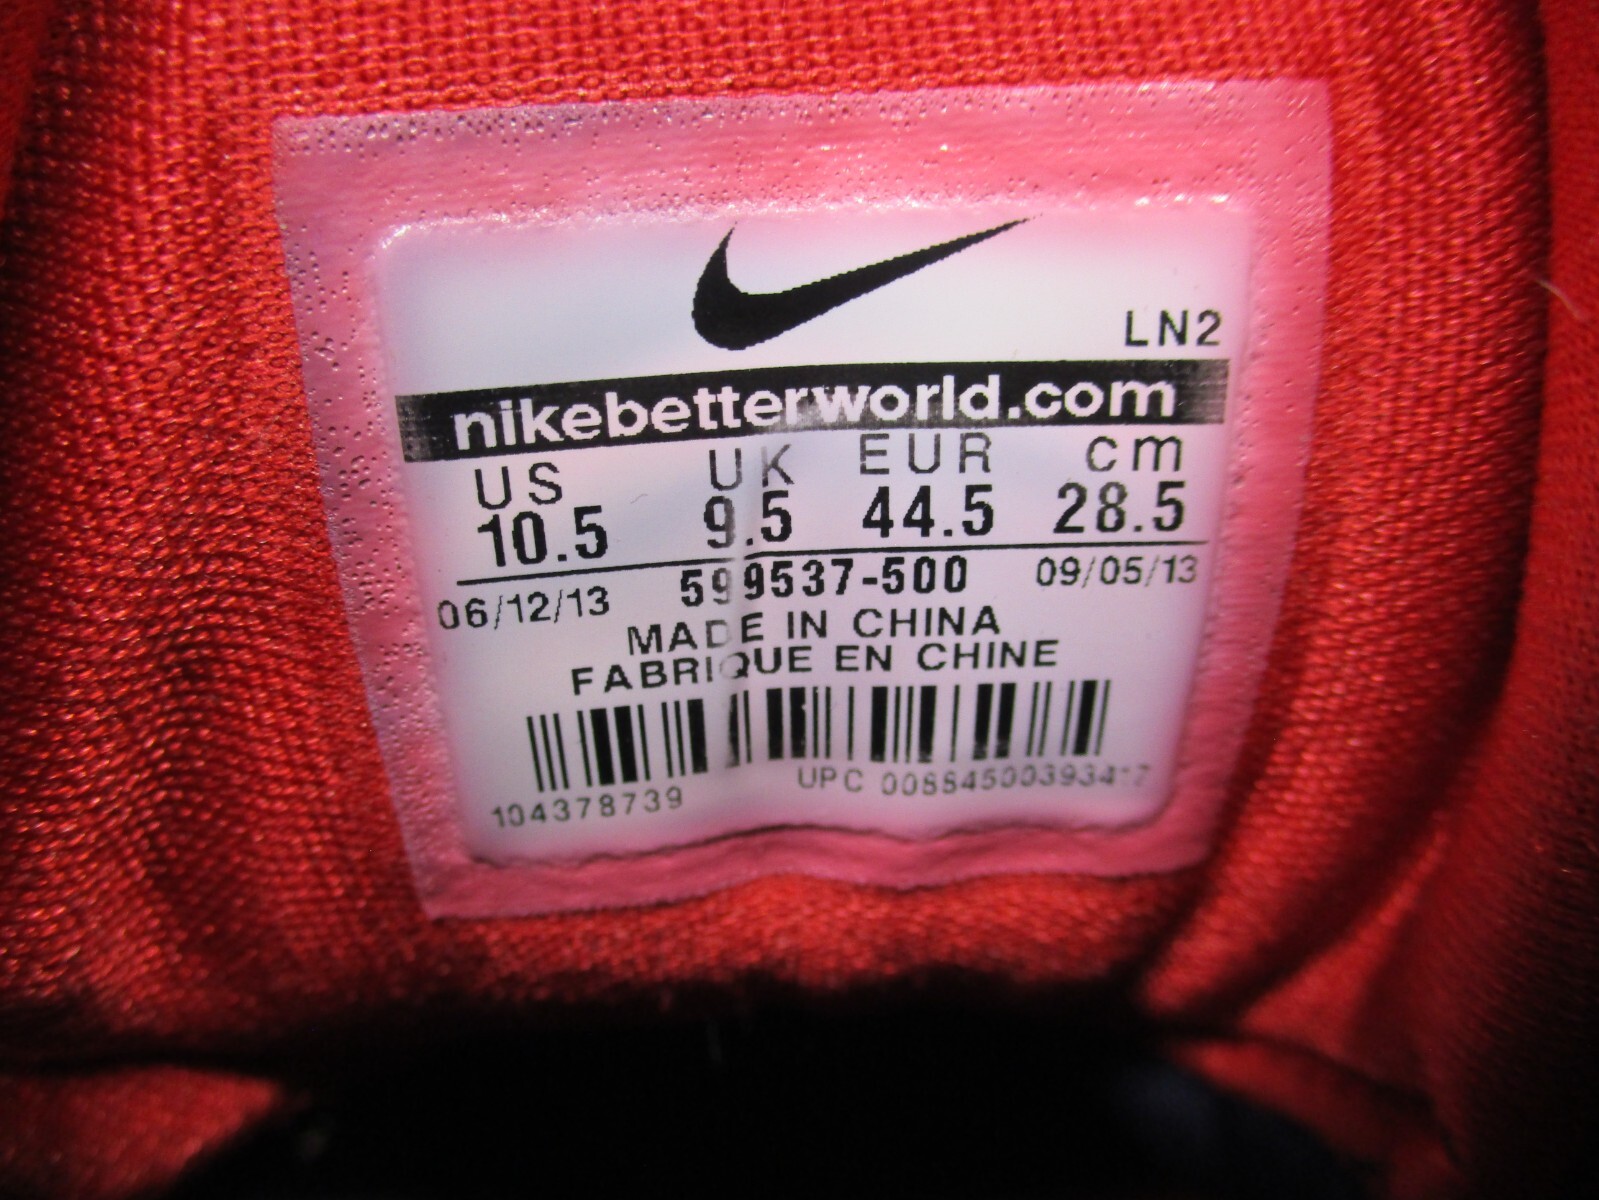 LN2
nikebetterworld.com
US UK EUR cm
10.5 9.5 44.5 28.5
06/12/13 599537-500 09/05/13
MADE IN CHINA
FABRIQUE EN CHINE
UPC
104378739